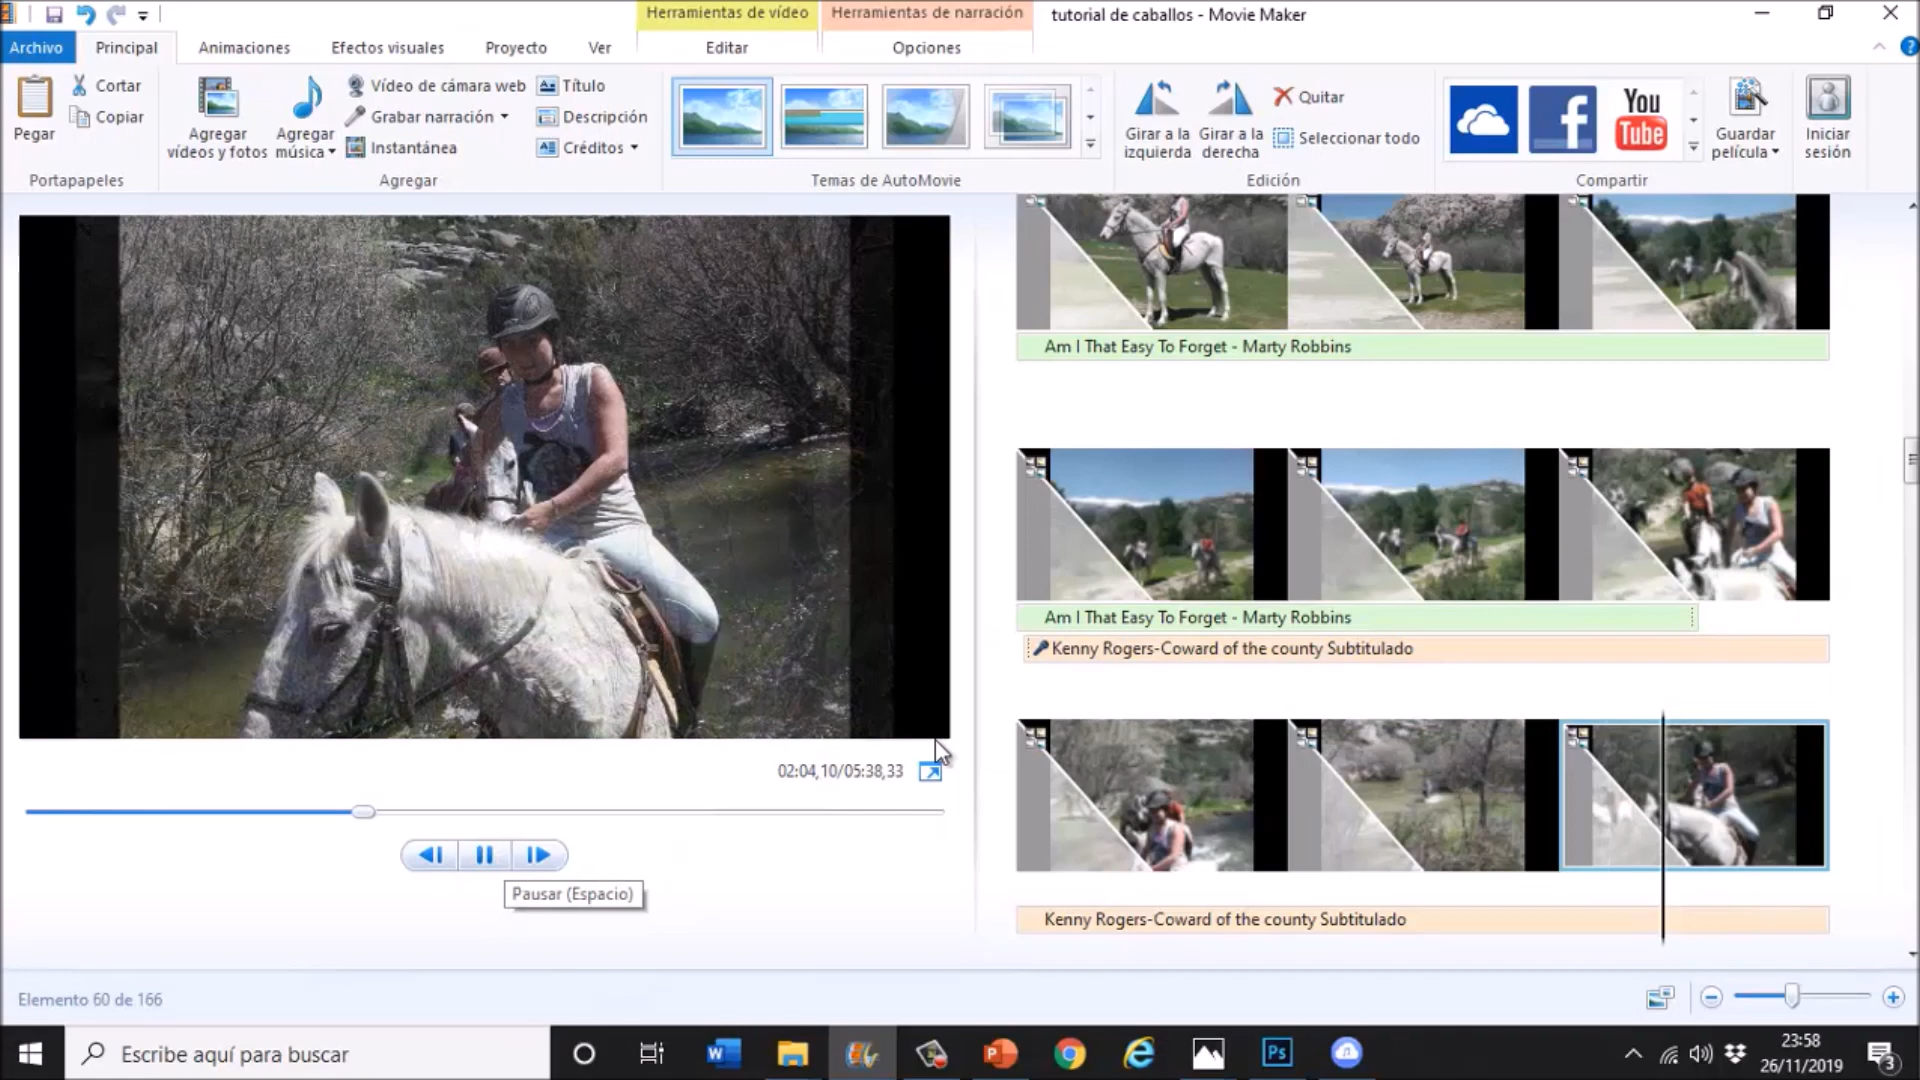 Herramientas de vídeo
Herramientas de narración
tutorial de caballos - Movie Maker
Archivo
Principal
Animaciones
Efectos visuales
Proyecto
Ver
Editar
Opciones
Pegar
Cortar
Copiar
Portapapeles
Agregar
vídeos y fotos
Agregar
música
Vídeo de cámara web
Grabar narración
Instantánea
Título
Descripción
Créditos
Agregar
Temas de AutoMovie
Girar a la
izquierda
Girar a la
derecha
Quitar
Seleccionar todo
Edición
You
Tube
Compartir
Guardar
película
Iniciar
sesión
Am I That Easy To Forget - Marty Robbins
Am I That Easy To Forget - Marty Robbins
Kenny Rogers-Coward of the county Subtitulado
02:04,10/05:38,33
Pausar (Espacio)
Kenny Rogers-Coward of the county Subtitulado
Elemento 60 de 166
Escribe aquí para buscar
Ps
23:58
26/11/2019
3